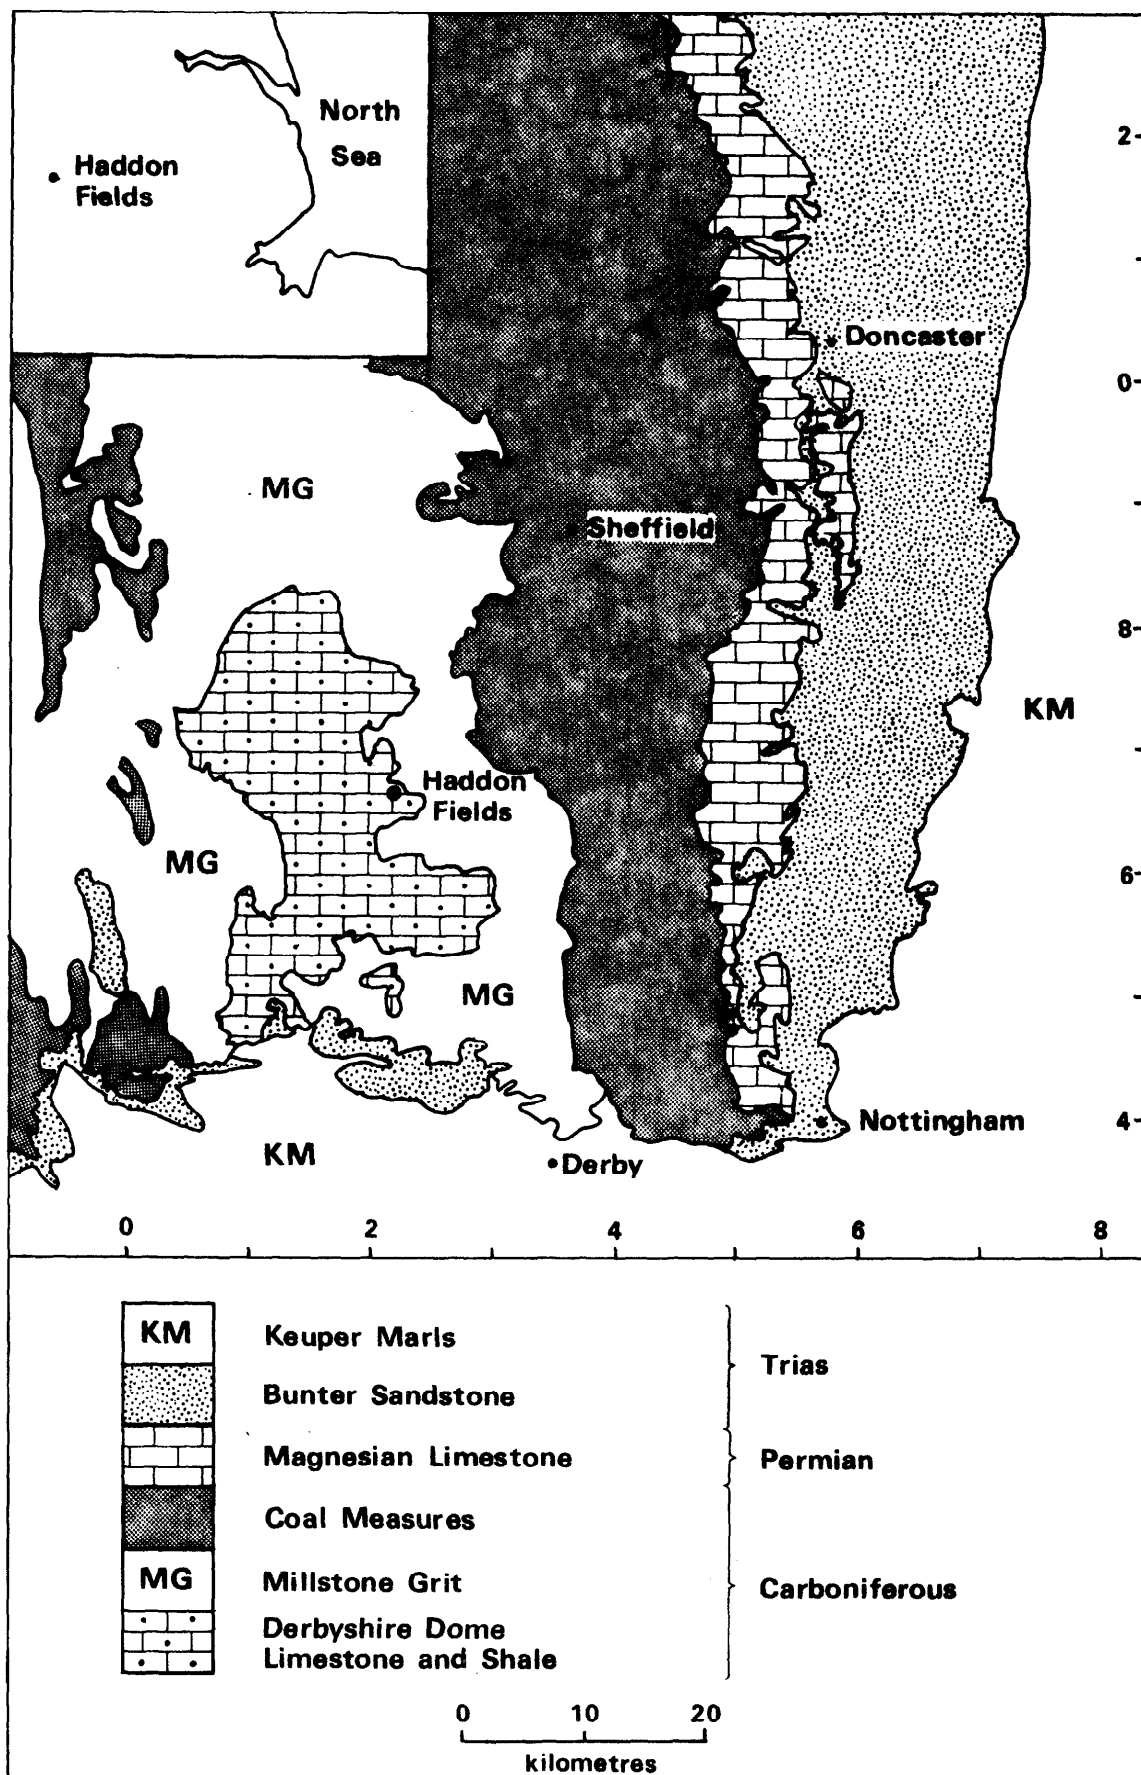 North
Sea
Haddon
Fields
2
Doncaster
0
MG
Sheffield
8
KM
Haddon
Fields
MG
6
MG
Nottingham
4
KM
Derby
0 2 4 6 8
KM Keuper Marls
Trias
Bunter Sandstone
Magnesian Limestone
Permian
Coal Measures
MG Millstone Grit
Carboniferous
Derbyshire Dome
Limestone and Shale
0 10 20
kilometres